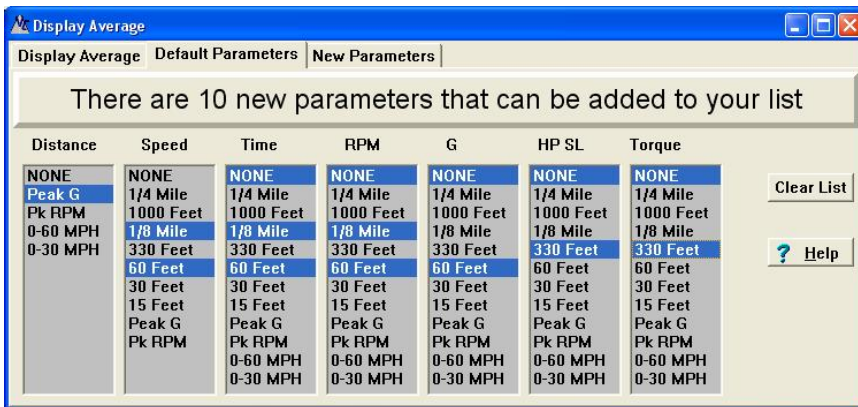 Display Average
Display Average Default Parameters New Parameters
There are 10 new parameters that can be added to your list
Distance Speed Time RPM G HP SL Torque
NONE NONE NONE NONE NONE NONE NONE
Peak G 1/4 Mile 1/4 Mile 1/4 Mile 1/4 Mile 1/4 Mile 1/4 Mile
Pk RPM 1000 Feet 1000 Feet 1000 Feet 1000 Feet 1000 Feet 1000 Feet
0-60 MPH 1/8 Mile 1/8 Mile 1/8 Mile 1/8 Mile 1/8 Mile 1/8 Mile
0-30 MPH 330 Feet 330 Feet 330 Feet 330 Feet 330 Feet 330 Feet
60 Feet 60 Feet 60 Feet 60 Feet 60 Feet 60 Feet
30 Feet 30 Feet 30 Feet 30 Feet 30 Feet 30 Feet
15 Feet 15 Feet 15 Feet 15 Feet 15 Feet 15 Feet
Peak G Peak G Peak G Peak G Peak G Peak G
Pk RPM Pk RPM Pk RPM Pk RPM Pk RPM Pk RPM
0-60 MPH 0-60 MPH 0-60 MPH 0-60 MPH 0-60 MPH
0-30 MPH 0-30 MPH 0-30 MPH 0-30 MPH 0-30 MPH
Clear List
? Help